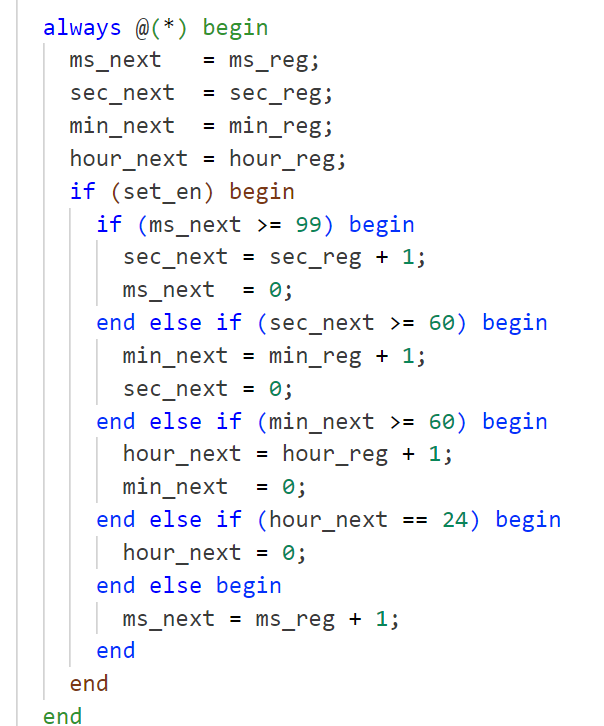 always @(*) begin
  ms_next   = ms_reg;
  sec_next  = sec_reg;
  min_next  = min_reg;
  hour_next = hour_reg;
  if (set_en) begin
    if (ms_next >= 99) begin
      sec_next = sec_reg + 1;
      ms_next  = 0;
    end else if (sec_next >= 60) begin
      min_next = min_reg + 1;
      sec_next = 0;
    end else if (min_next >= 60) begin
      hour_next = hour_reg + 1;
      min_next  = 0;
    end else if (hour_next == 24) begin
      hour_next = 0;
    end else begin
      ms_next = ms_reg + 1;
    end
  end
end